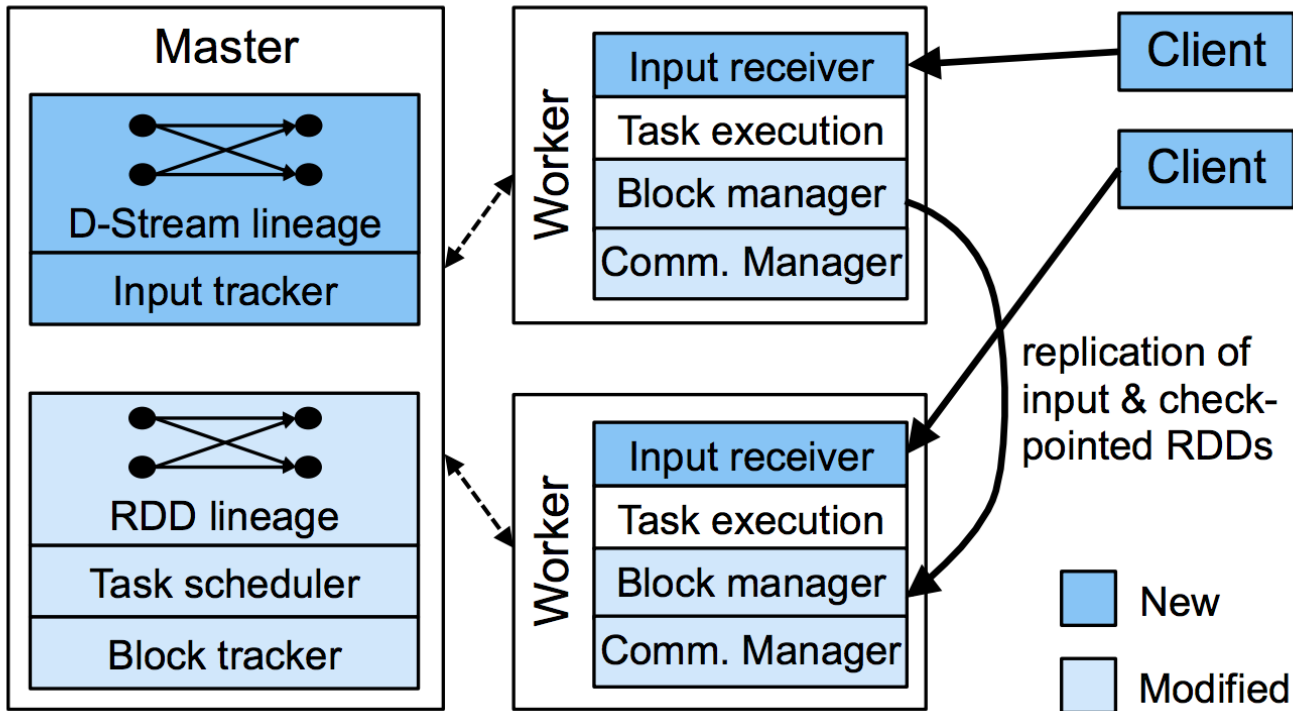 Master
D-Stream lineage
Input tracker
RDD lineage
Task scheduler
Block tracker
Worker
Input receiver
Task execution
Block manager
Comm. Manager
Worker
Input receiver
Task execution
Block manager
Comm. Manager
Client
Client
replication of
input & check-
pointed RDDs
New
Modified